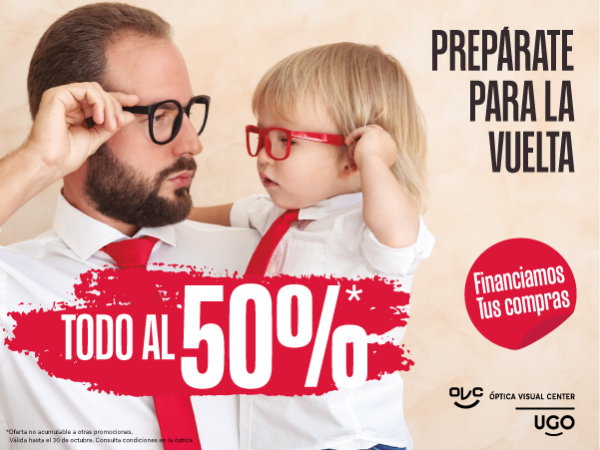 PREPÁRATE
PARA LA
VUELTA
TODO AL 50%*
Financiamos
Tus compras
OVC ÓPTICA VISUAL CENTER
UGO
*Oferta no acumulable a otras promociones.
Válida hasta el 30 de octubre. Consulta condiciones en la óptica